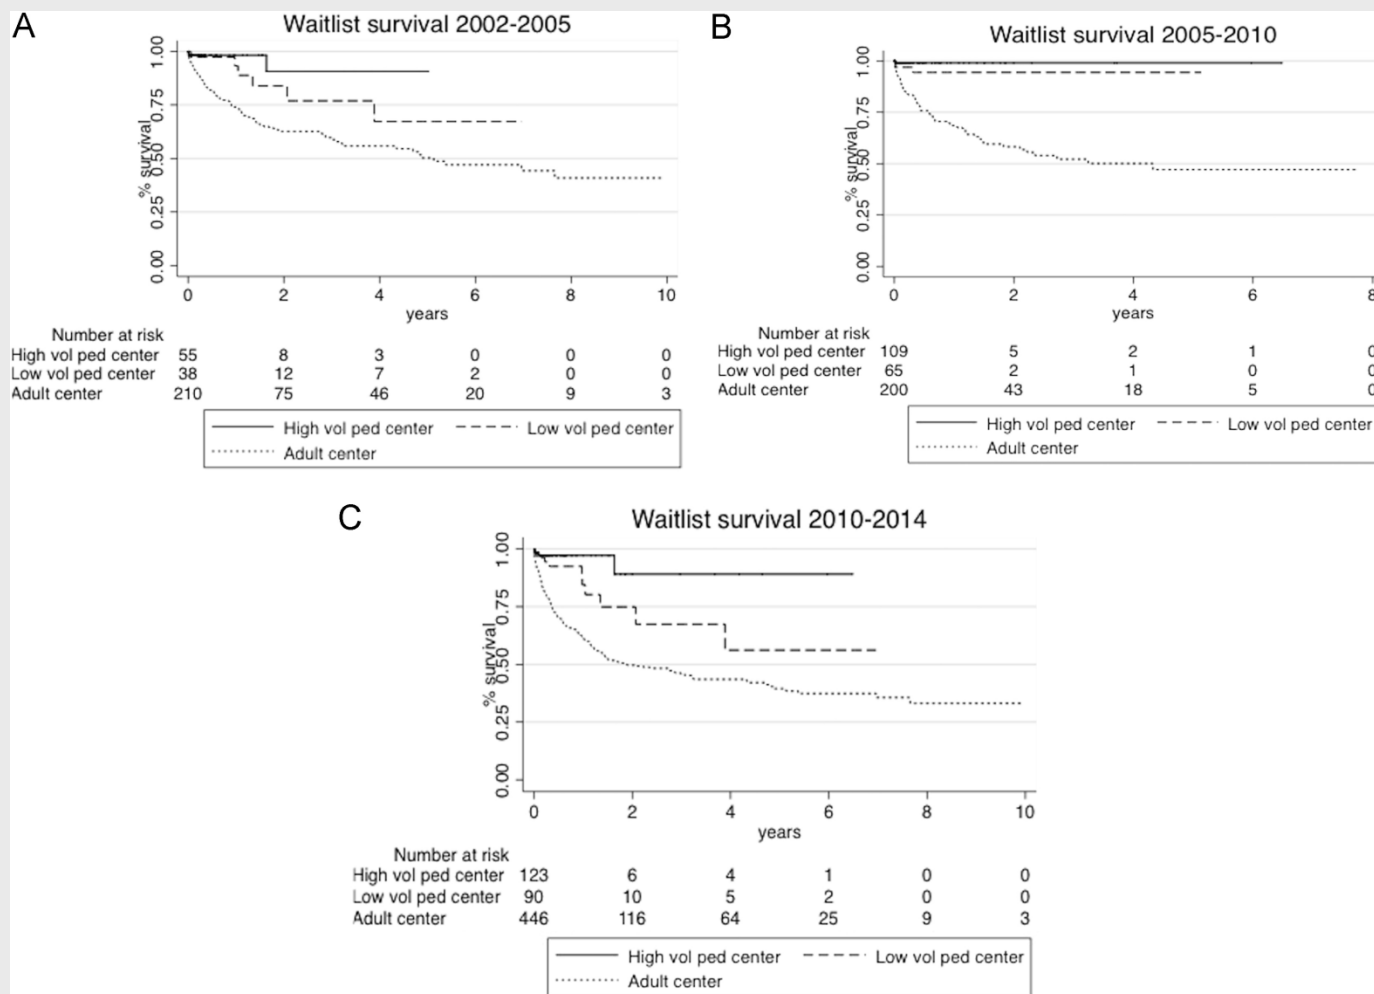 A
Waitlist survival 2002-2005
% survival
1.00
0.75
0.50
0.25
0.00
0 2 4 6 8 10
years
Number at risk
High vol ped center 55 8 3 0 0 0
Low vol ped center 38 12 7 2 0 0
Adult center 210 75 46 20 9 3
High vol ped center Low vol ped center
Adult center
B
Waitlist survival 2005-2010
% survival
1.00
0.75
0.50
0.25
0.00
0 2 4 6 8
years
Number at risk
High vol ped center 109 5 2 1 0
Low vol ped center 65 2 1 0 0
Adult center 200 43 18 5 0
High vol ped center Low vol ped center
Adult center
C
Waitlist survival 2010-2014
% survival
1.00
0.75
0.50
0.25
0.00
0 2 4 6 8 10
years
Number at risk
High vol ped center 123 6 4 1 0 0
Low vol ped center 90 10 5 2 0 0
Adult center 446 116 64 25 9 3
High vol ped center Low vol ped center
Adult center